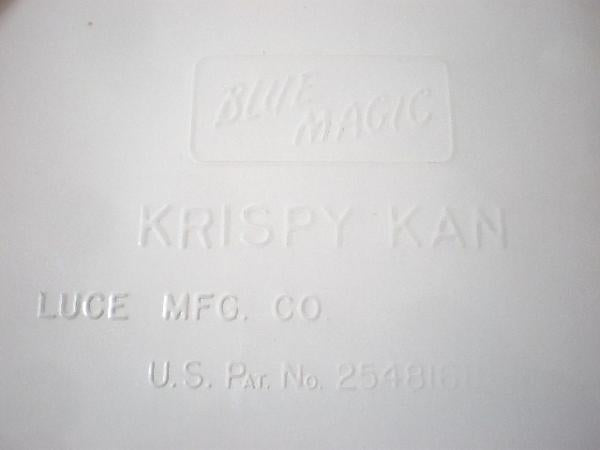 BLUE
MAGIC
KRISPY KAN
LUCE MFG. CO.
U.S. PAT. NO.